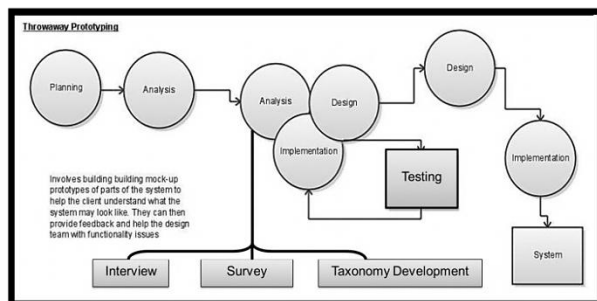 Throwaway Prototyping
Planning
Analysis
Analysis
Design
Implementation
Design
Testing
Implementation
System
Involves building building mock-up
prototypes of parts of the system to
help the client understand what
the system may look like. They can then
provide feedback and help the design
team with functionality issues
Interview
Survey
Taxonomy Development